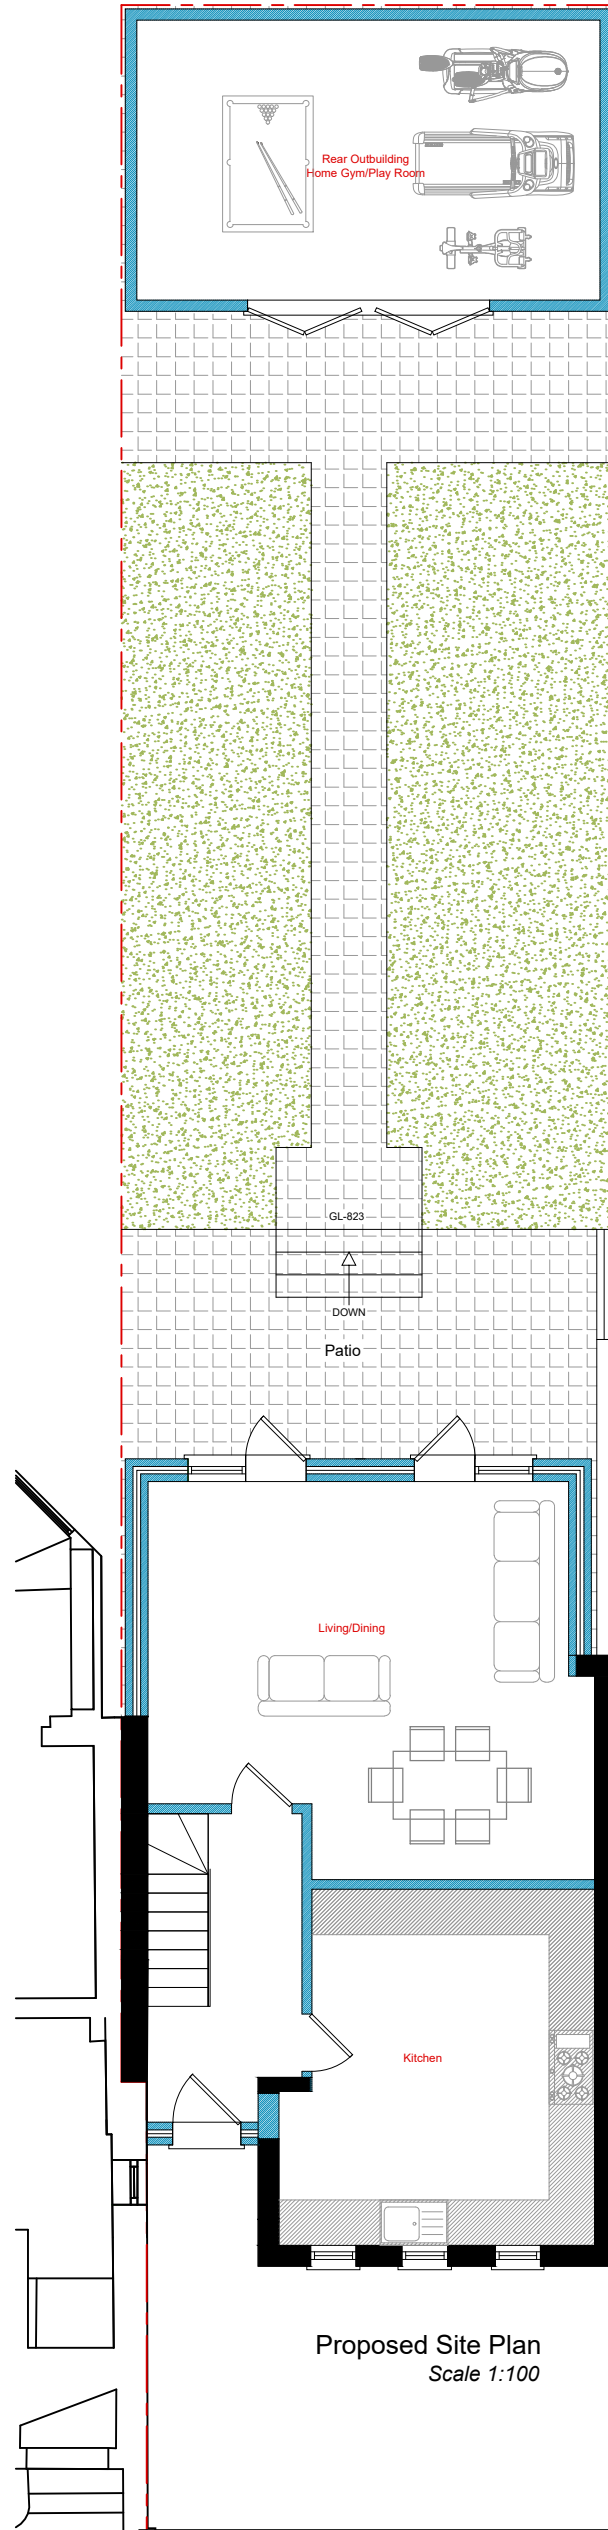 Rear Outbuilding
Home Gym/Play Room
GL-823
DOWN
Patio
Living/Dining
Kitchen
Proposed Site Plan
Scale 1:100